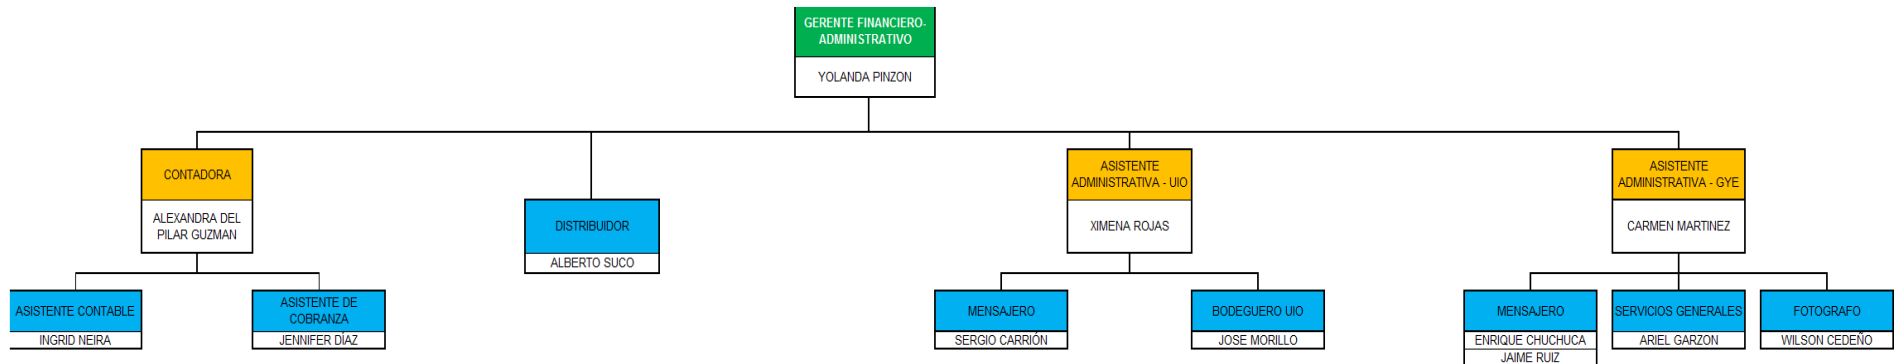 GERENTE FINANCIERO-
ADMINISTRATIVO
YOLANDA PINZON
CONTADORA
ALEXANDRA DEL
PILAR GUZMAN
DISTRIBUIDOR
ALBERTO SUCO
ASISTENTE
ADMINISTRATIVA - UIO
XIMENA ROJAS
ASISTENTE
ADMINISTRATIVA - GYE
CARMEN MARTINEZ
ASISTENTE CONTABLE
INGRID NEIRA
ASISTENTE DE
COBRANZA
JENNIFER DÍAZ
MENSAJERO
SERGIO CARRIÓN
BODEGUERO UIO
JOSE MORILLO
MENSAJERO
ENRIQUE CHUCHUCA
JAIME RUIZ
SERVICIOS GENERALES
ARIEL GARZON
FOTOGRAFO
WILSON CEDEÑO